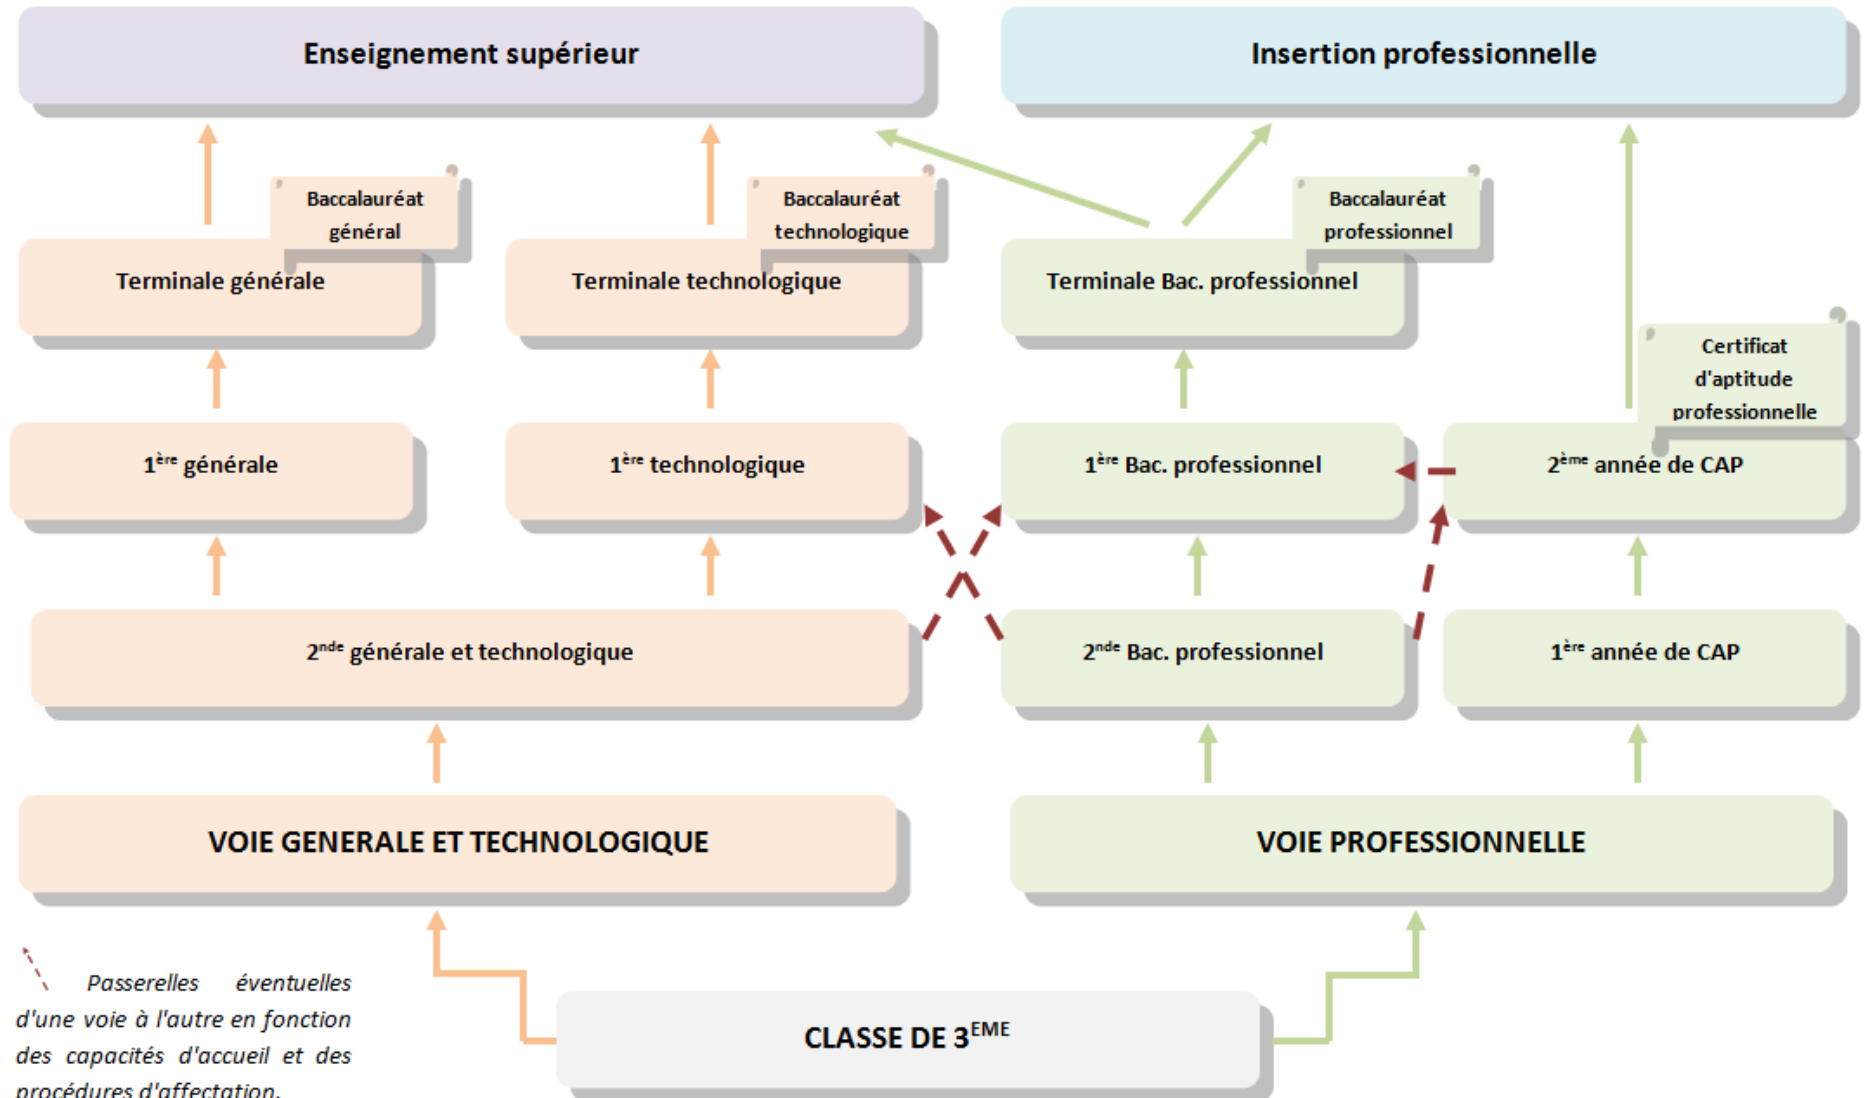 Enseignement supérieur
Insertion professionnelle
Baccalauréat
général
Baccalauréat
technologique
Baccalauréat
professionnel
Terminale générale
Terminale technologique
Terminale Bac. professionnel
Certificat
d'aptitude
professionnelle
1ère générale
1ère technologique
1ère Bac. professionnel
2ème année de CAP
2nde générale et technologique
2nde Bac. professionnel
1ère année de CAP
VOIE GENERALE ET TECHNOLOGIQUE
VOIE PROFESSIONNELLE
Passerelles éventuelles
d'une voie à l'autre en fonction
des capacités d'accueil et des
procédures d'affectation.
CLASSE DE 3EME